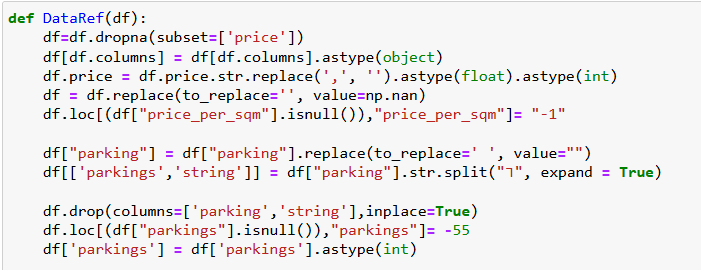 def DataRef(df):
    df=df.dropna(subset=['price'])
    df[df.columns] = df[df.columns].astype(object)
    df.price = df.price.str.replace(',', '').astype(float).astype(int)
    df = df.replace(to_replace='', value=np.nan)
    df.loc[(df["price_per_sqm"].isnull()),"price_per_sqm"]= "-1"
    df["parking"] = df["parking"].replace(to_replace=' ', value="")
    df[['parkings','string']] = df["parking"].str.split("ו", expand = True)
    df.drop(columns=['parking','string'],inplace=True)
    df.loc[(df["parkings"].isnull()),"parkings"]= -55
    df['parkings'] = df['parkings'].astype(int)